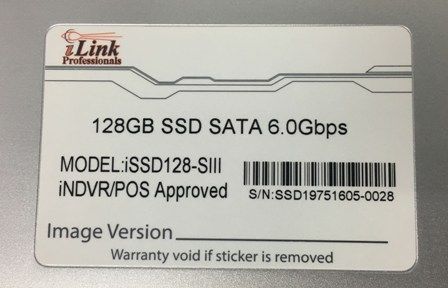 iLink
Professionals
128GB SSD SATA 6.0Gbps
MODEL:iSSD128-SIII
iNDVR/POS Approved
S/N:SSD19751605-0028
Image Version
Warranty void if sticker is removed